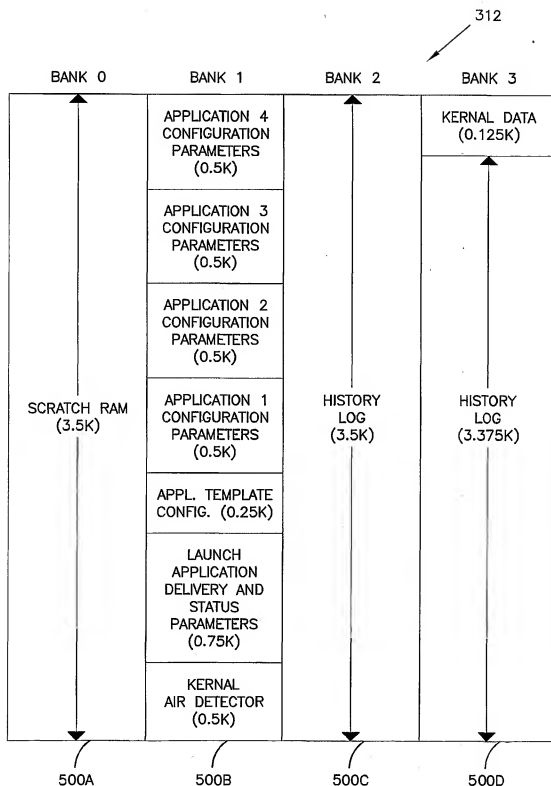 312
BANK 0
BANK 1
BANK 2
BANK 3
SCRATCH RAM
(3.5K)
APPLICATION 4
CONFIGURATION
PARAMETERS
(0.5K)
APPLICATION 3
CONFIGURATION
PARAMETERS
(0.5K)
APPLICATION 2
CONFIGURATION
PARAMETERS
(0.5K)
APPLICATION 1
CONFIGURATION
PARAMETERS
(0.5K)
APPL. TEMPLATE
CONFIG. (0.25K)
LAUNCH
APPLICATION
DELIVERY AND
STATUS
PARAMETERS
(0.75K)
KERNAL
AIR DETECTOR
(0.5K)
HISTORY
LOG
(3.5K)
KERNAL DATA
(0.125K)
HISTORY
LOG
(3.375K)
500A
500B
500C
500D